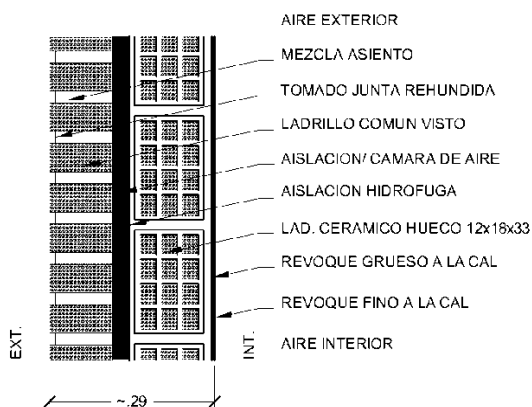 AIRE EXTERIOR
MEZCLA ASIENTO
TOMADO JUNTA REHUNDIDA
LADRILLO COMUN VISTO
AISLACION/ CAMARA DE AIRE
AISLACION HIDROFUGA
LAD. CERAMICO HUECO 12x18x33
REVOQUE GRUESO A LA CAL
REVOQUE FINO A LA CAL
AIRE INTERIOR
EXT.
INT.
~.29